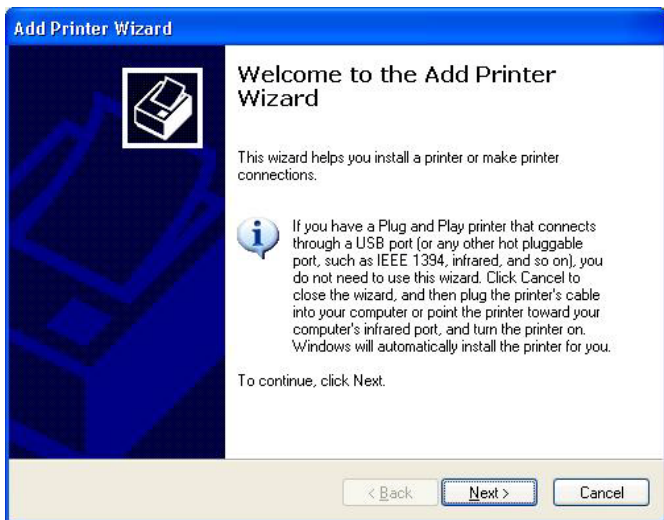 Add Printer Wizard
Welcome to the Add Printer
Wizard
This wizard helps you install a printer or make printer
connections.
If you have a Plug and Play printer that connects
through a USB port (or any other hot pluggable
port, such as IEEE 1394, infrared, and so on), you
do not need to use this wizard. Click Cancel to
close the wizard, and then plug the printer's cable
into your computer or point the printer toward your
computer's infrared port, and turn the printer on.
Windows will automatically install the printer for you.
To continue, click Next.
< Back Next > Cancel